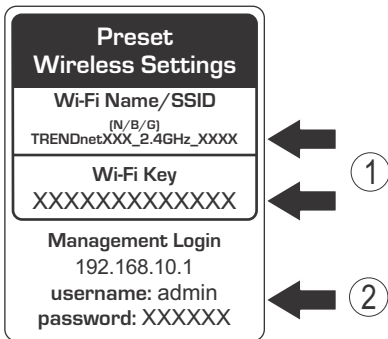 Preset
Wireless Settings
Wi-Fi Name/SSID
(N/B/G)
TRENDnetXXX_2.4GHz_XXXX
Wi-Fi Key
XXXXXXXXXXXXX
1
Management Login
192.168.10.1
username: admin
password: XXXXXX
2